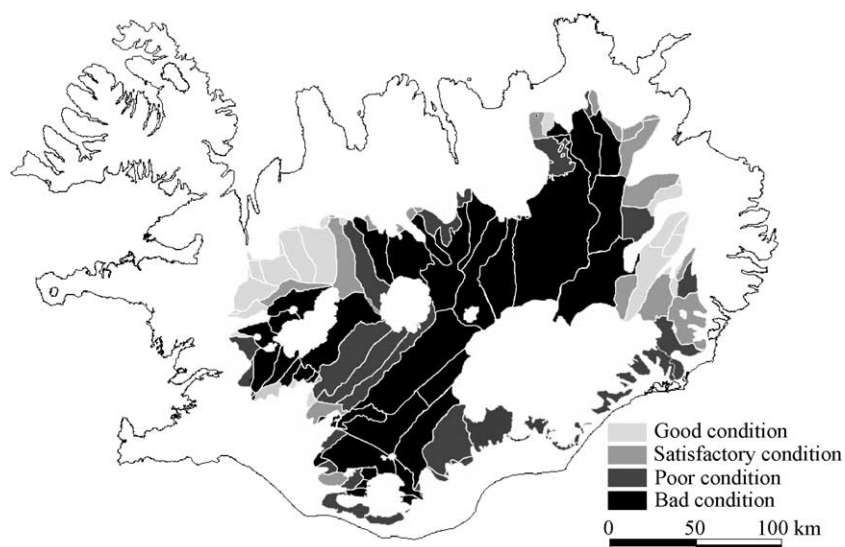 Good condition
Satisfactory condition
Poor condition
Bad condition
0 50 100 km